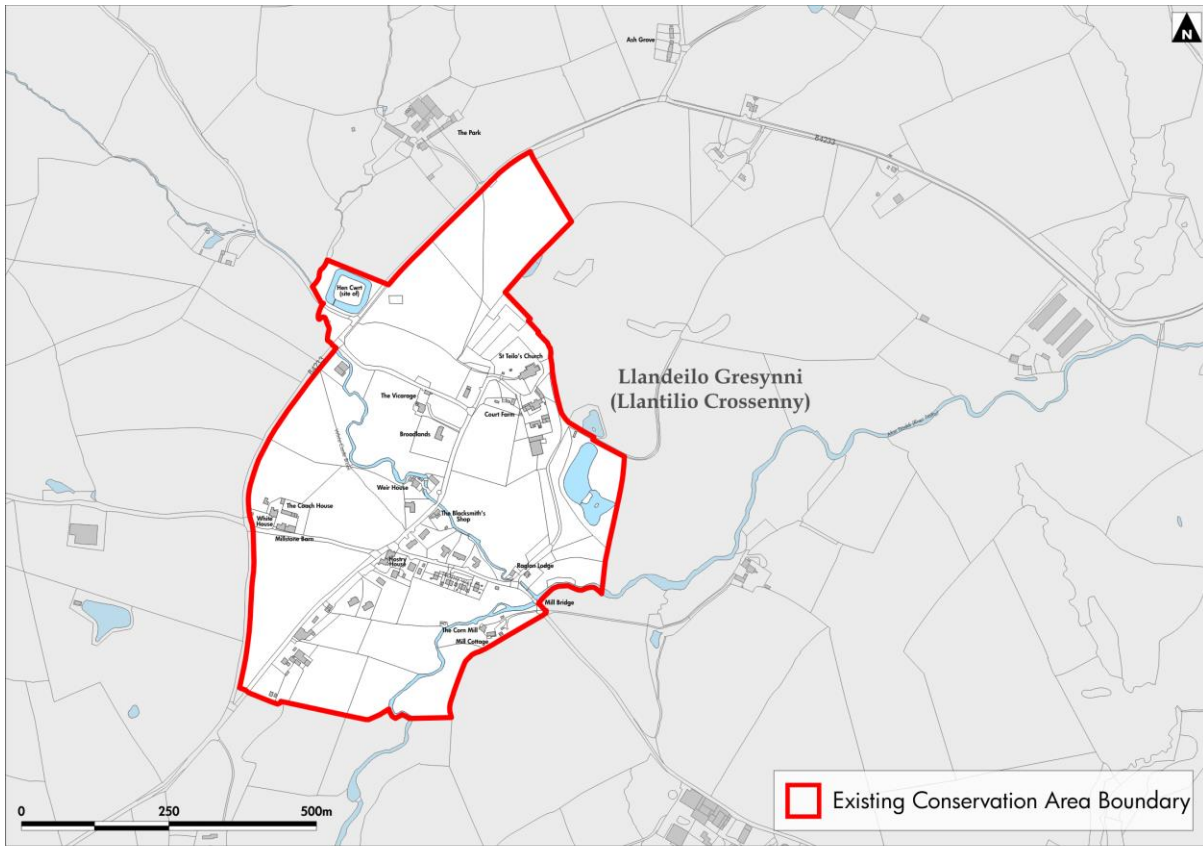 N
Ash Grove
B4233
The Park
Hen Cwrt
(site of)
B4233
St Teilo's Church
Llandeilo Gresynni
(Llantilio Crossenny)
The Vicarage
Court Farm
Broadlands
Weir House
The Coach House
White
House
The Blacksmith's
Shop
Millstone Barn
Hostry
House
Raglan Lodge
Mill Bridge
The Corn Mill
Mill Cottage
0 250 500m
Existing Conservation Area Boundary